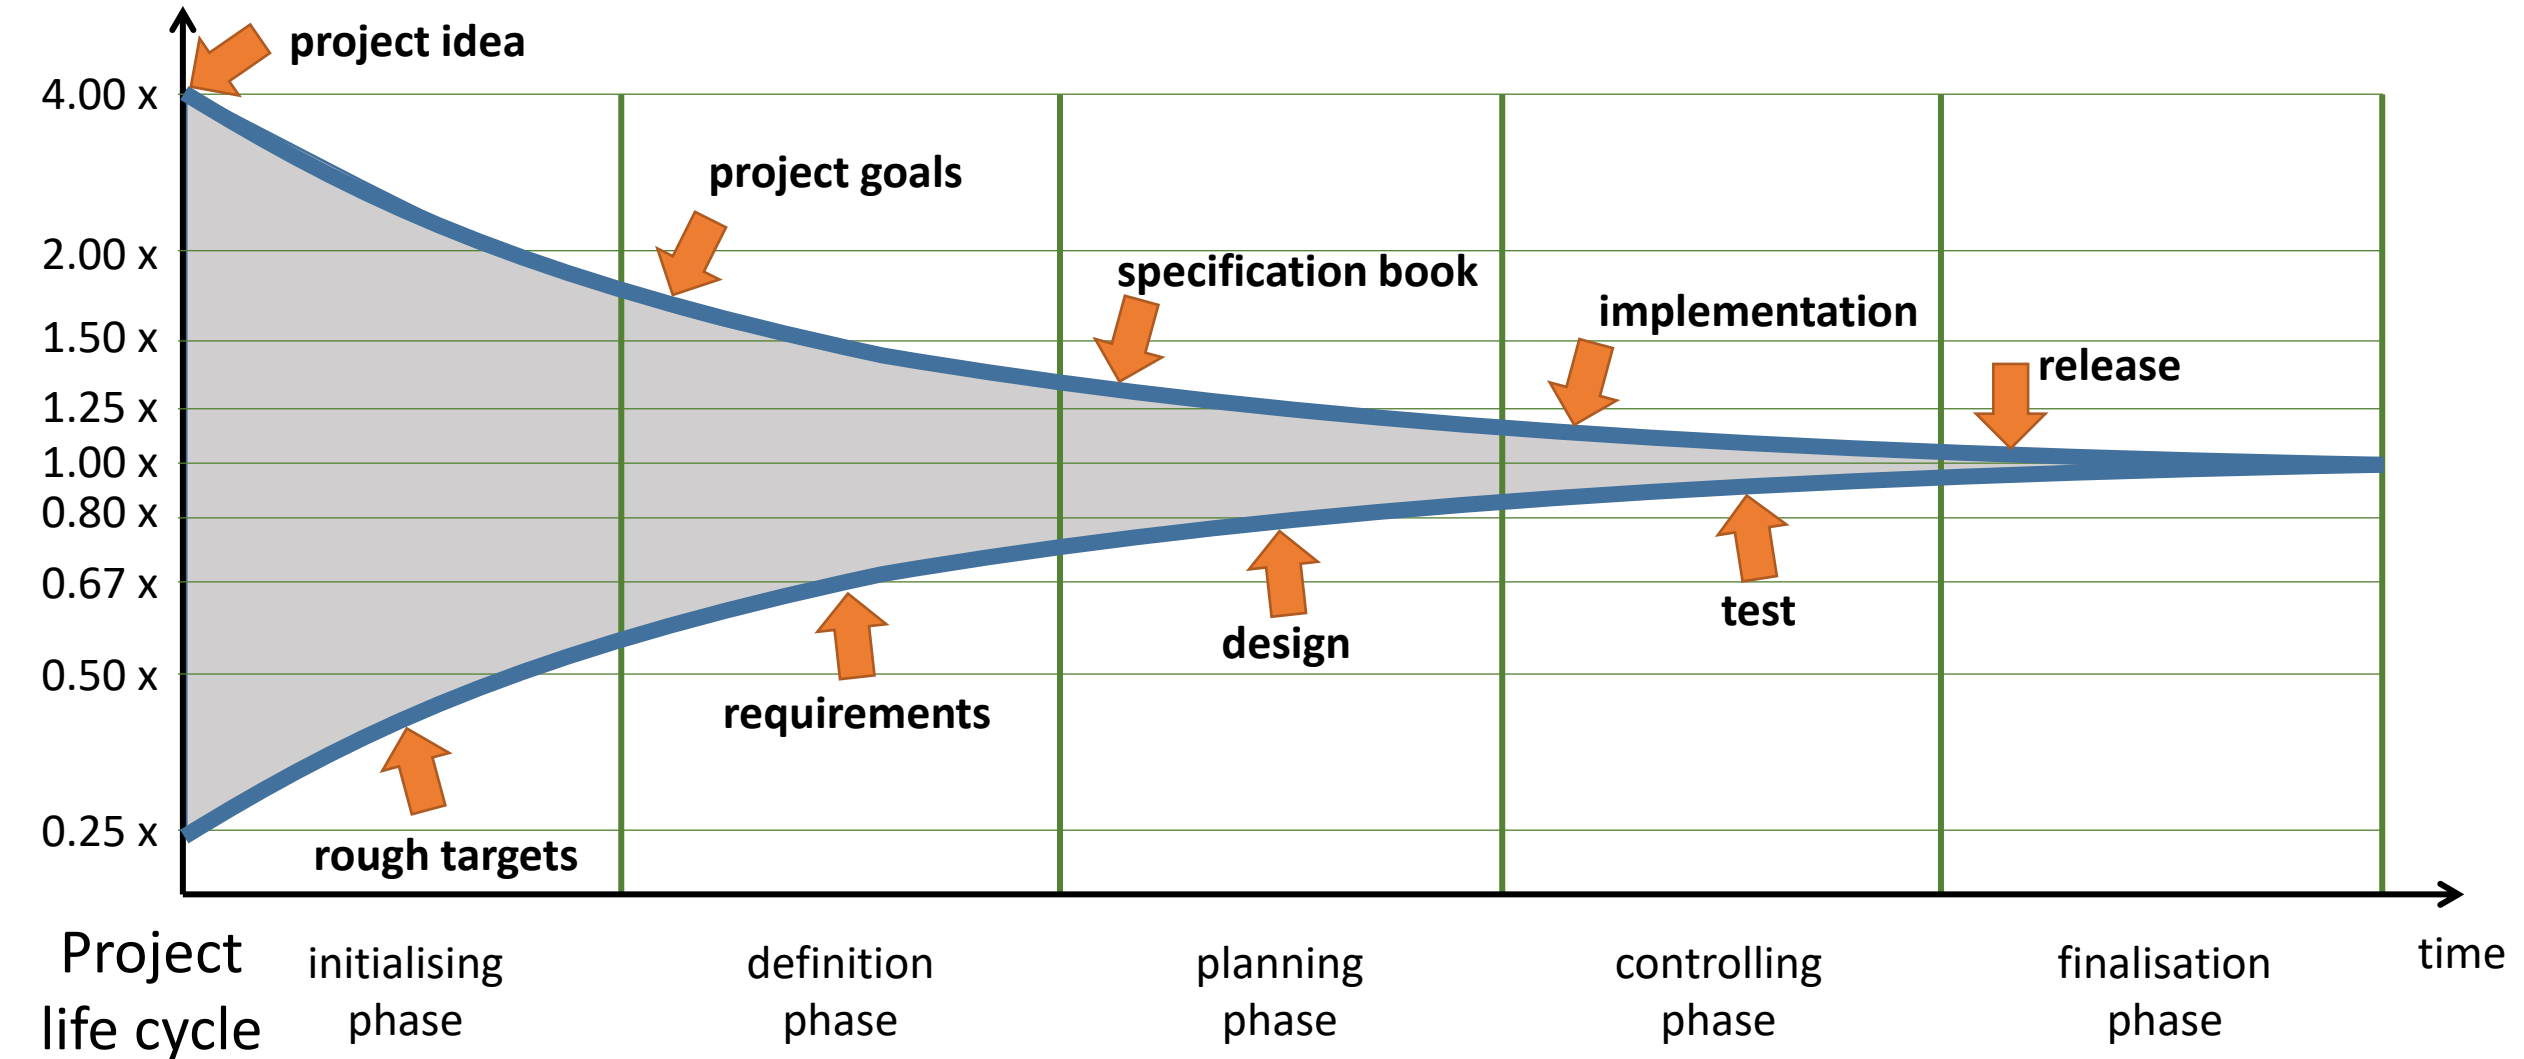 project idea
4.00 x
project goals
2.00 x
specification book
implementation
1.50 x
release
1.25 x
1.00 x
0.80 x
0.67 x
test
design
0.50 x
requirements
0.25 x
rough targets
Project
life cycle
initialising
phase
definition
phase
planning
phase
controlling
phase
finalisation
phase
time